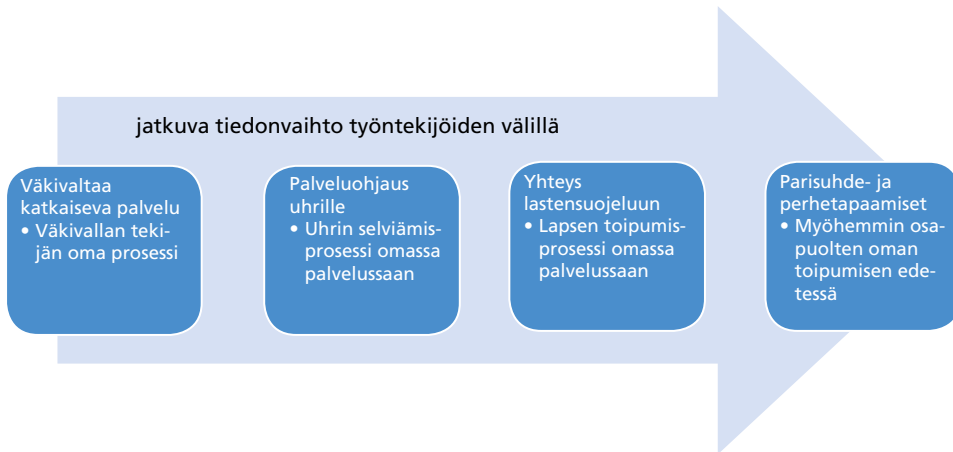 jatkuva tiedonvaihto työntekijöiden välillä
Väkivaltaa
katkaiseva palvelu
• Väkivallan teki-
jän oma prosessi
Palveluohjaus
uhrille
• Uhrin selviämis-
prosessi omassa
palvelussaan
Yhteys
lastensuojeluun
• Lapsen toipumis-
prosessi omassa
palvelussaan
Parisuhde- ja
perhetapaamiset
• Myöhemmin osa-
puolten oman
toipumisen ede-
tessä